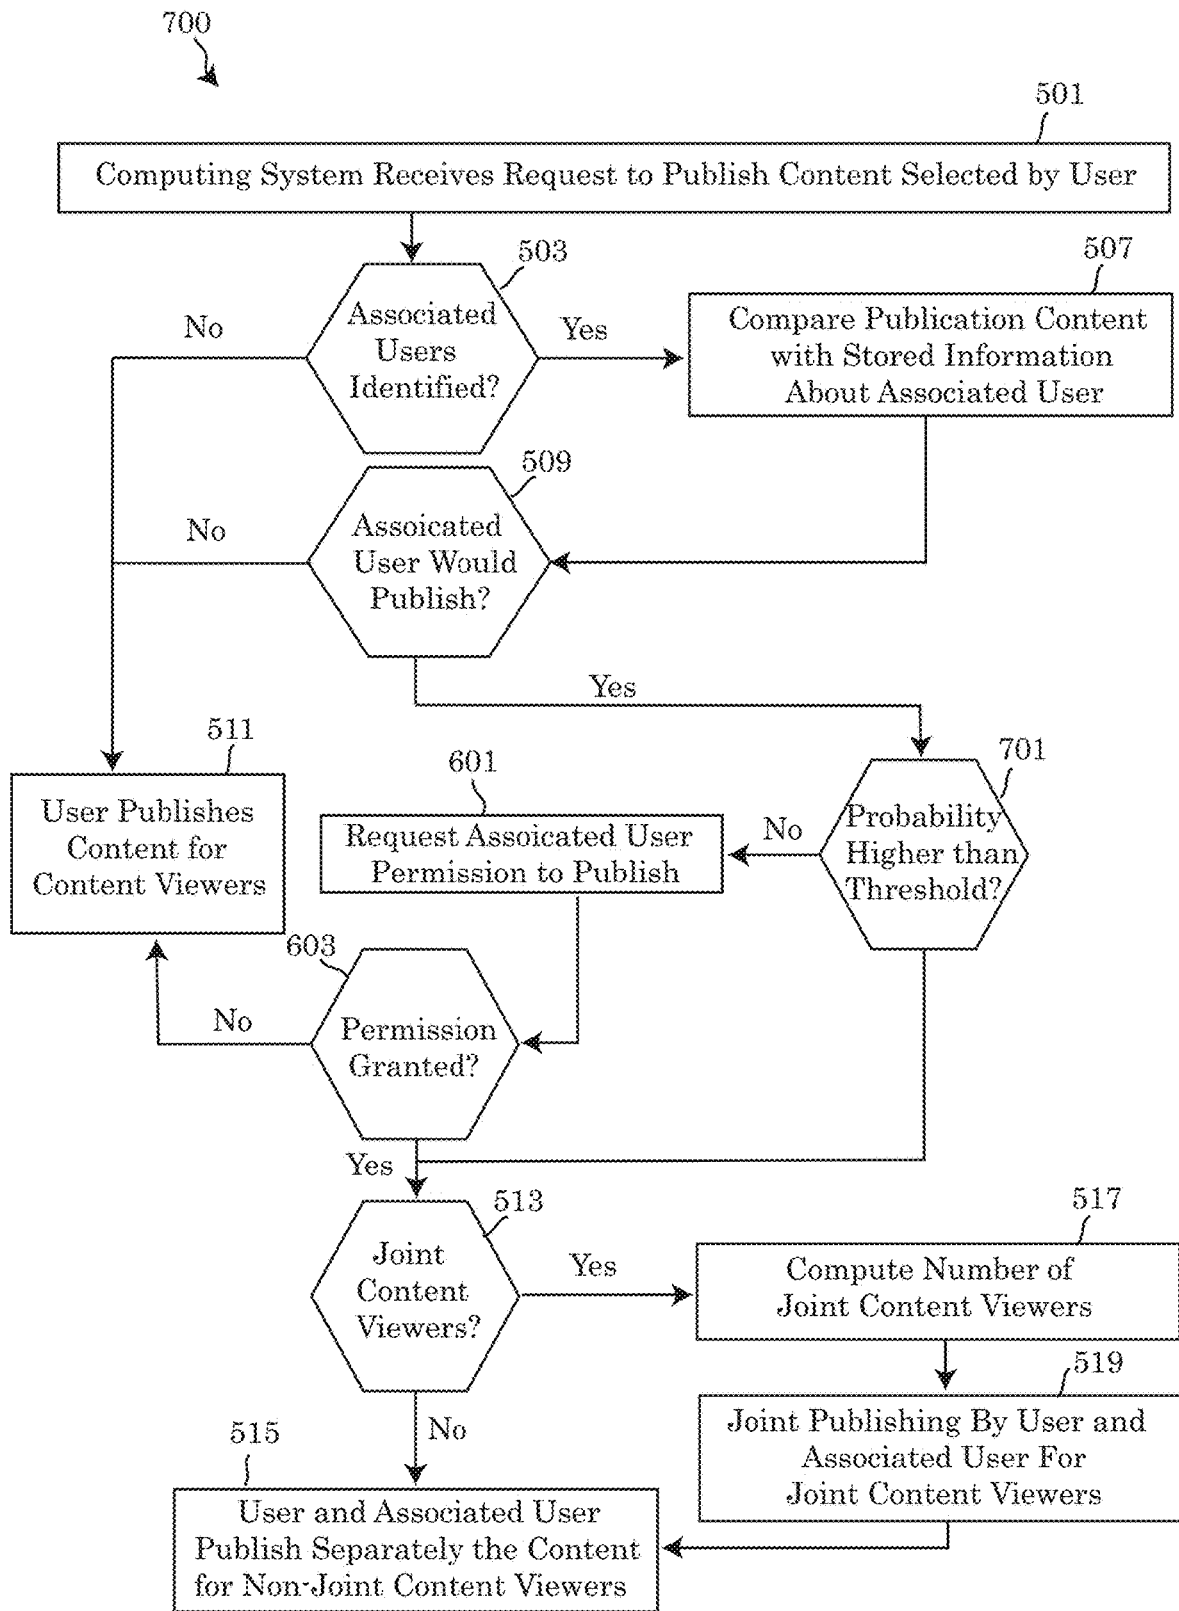 700
501
Computing System Receives Request to Publish Content Selected by User
503
Associated
Users
Identified?
No
Yes
507
Compare Publication Content
with Stored Information
About Associated User
509
Assoicated
User Would
Publish?
No
Yes
511
User Publishes
Content for
Content Viewers
601
Request Assoicated User
Permission to Publish
No
701
Probability
Higher than
Threshold?
603
Permission
Granted?
No
Yes
513
Joint
Content
Viewers?
Yes
517
Compute Number of
Joint Content Viewers
No
519
Joint Publishing By User and
Associated User For
Joint Content Viewers
515
User and Associated User
Publish Separately the Content
for Non-Joint Content Viewers